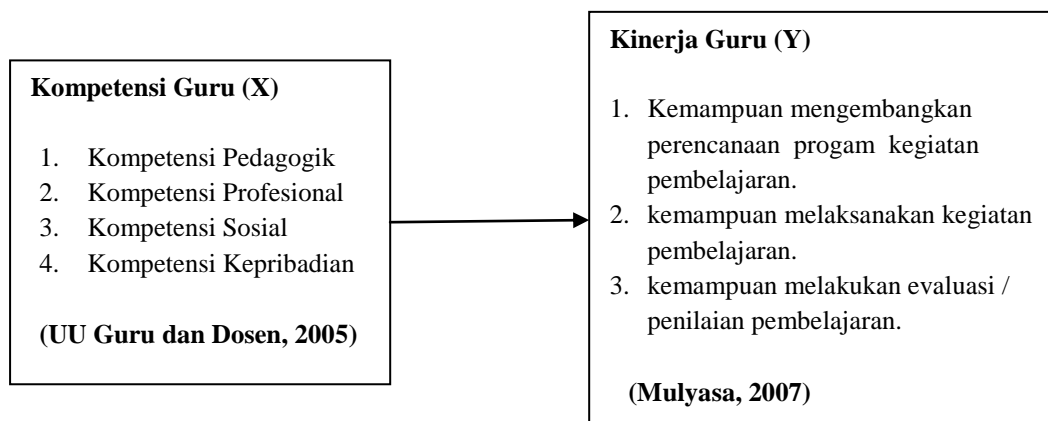 Kompetensi Guru (X)
1. Kompetensi Pedagogik
2. Kompetensi Profesional
3. Kompetensi Sosial
4. Kompetensi Kepribadian
(UU Guru dan Dosen, 2005)
Kinerja Guru (Y)
1. Kemampuan mengembangkan
perencanaan progam kegiatan
pembelajaran.
2. kemampuan melaksanakan kegiatan
pembelajaran.
3. kemampuan melakukan evaluasi /
penilaian pembelajaran.
(Mulyasa, 2007)